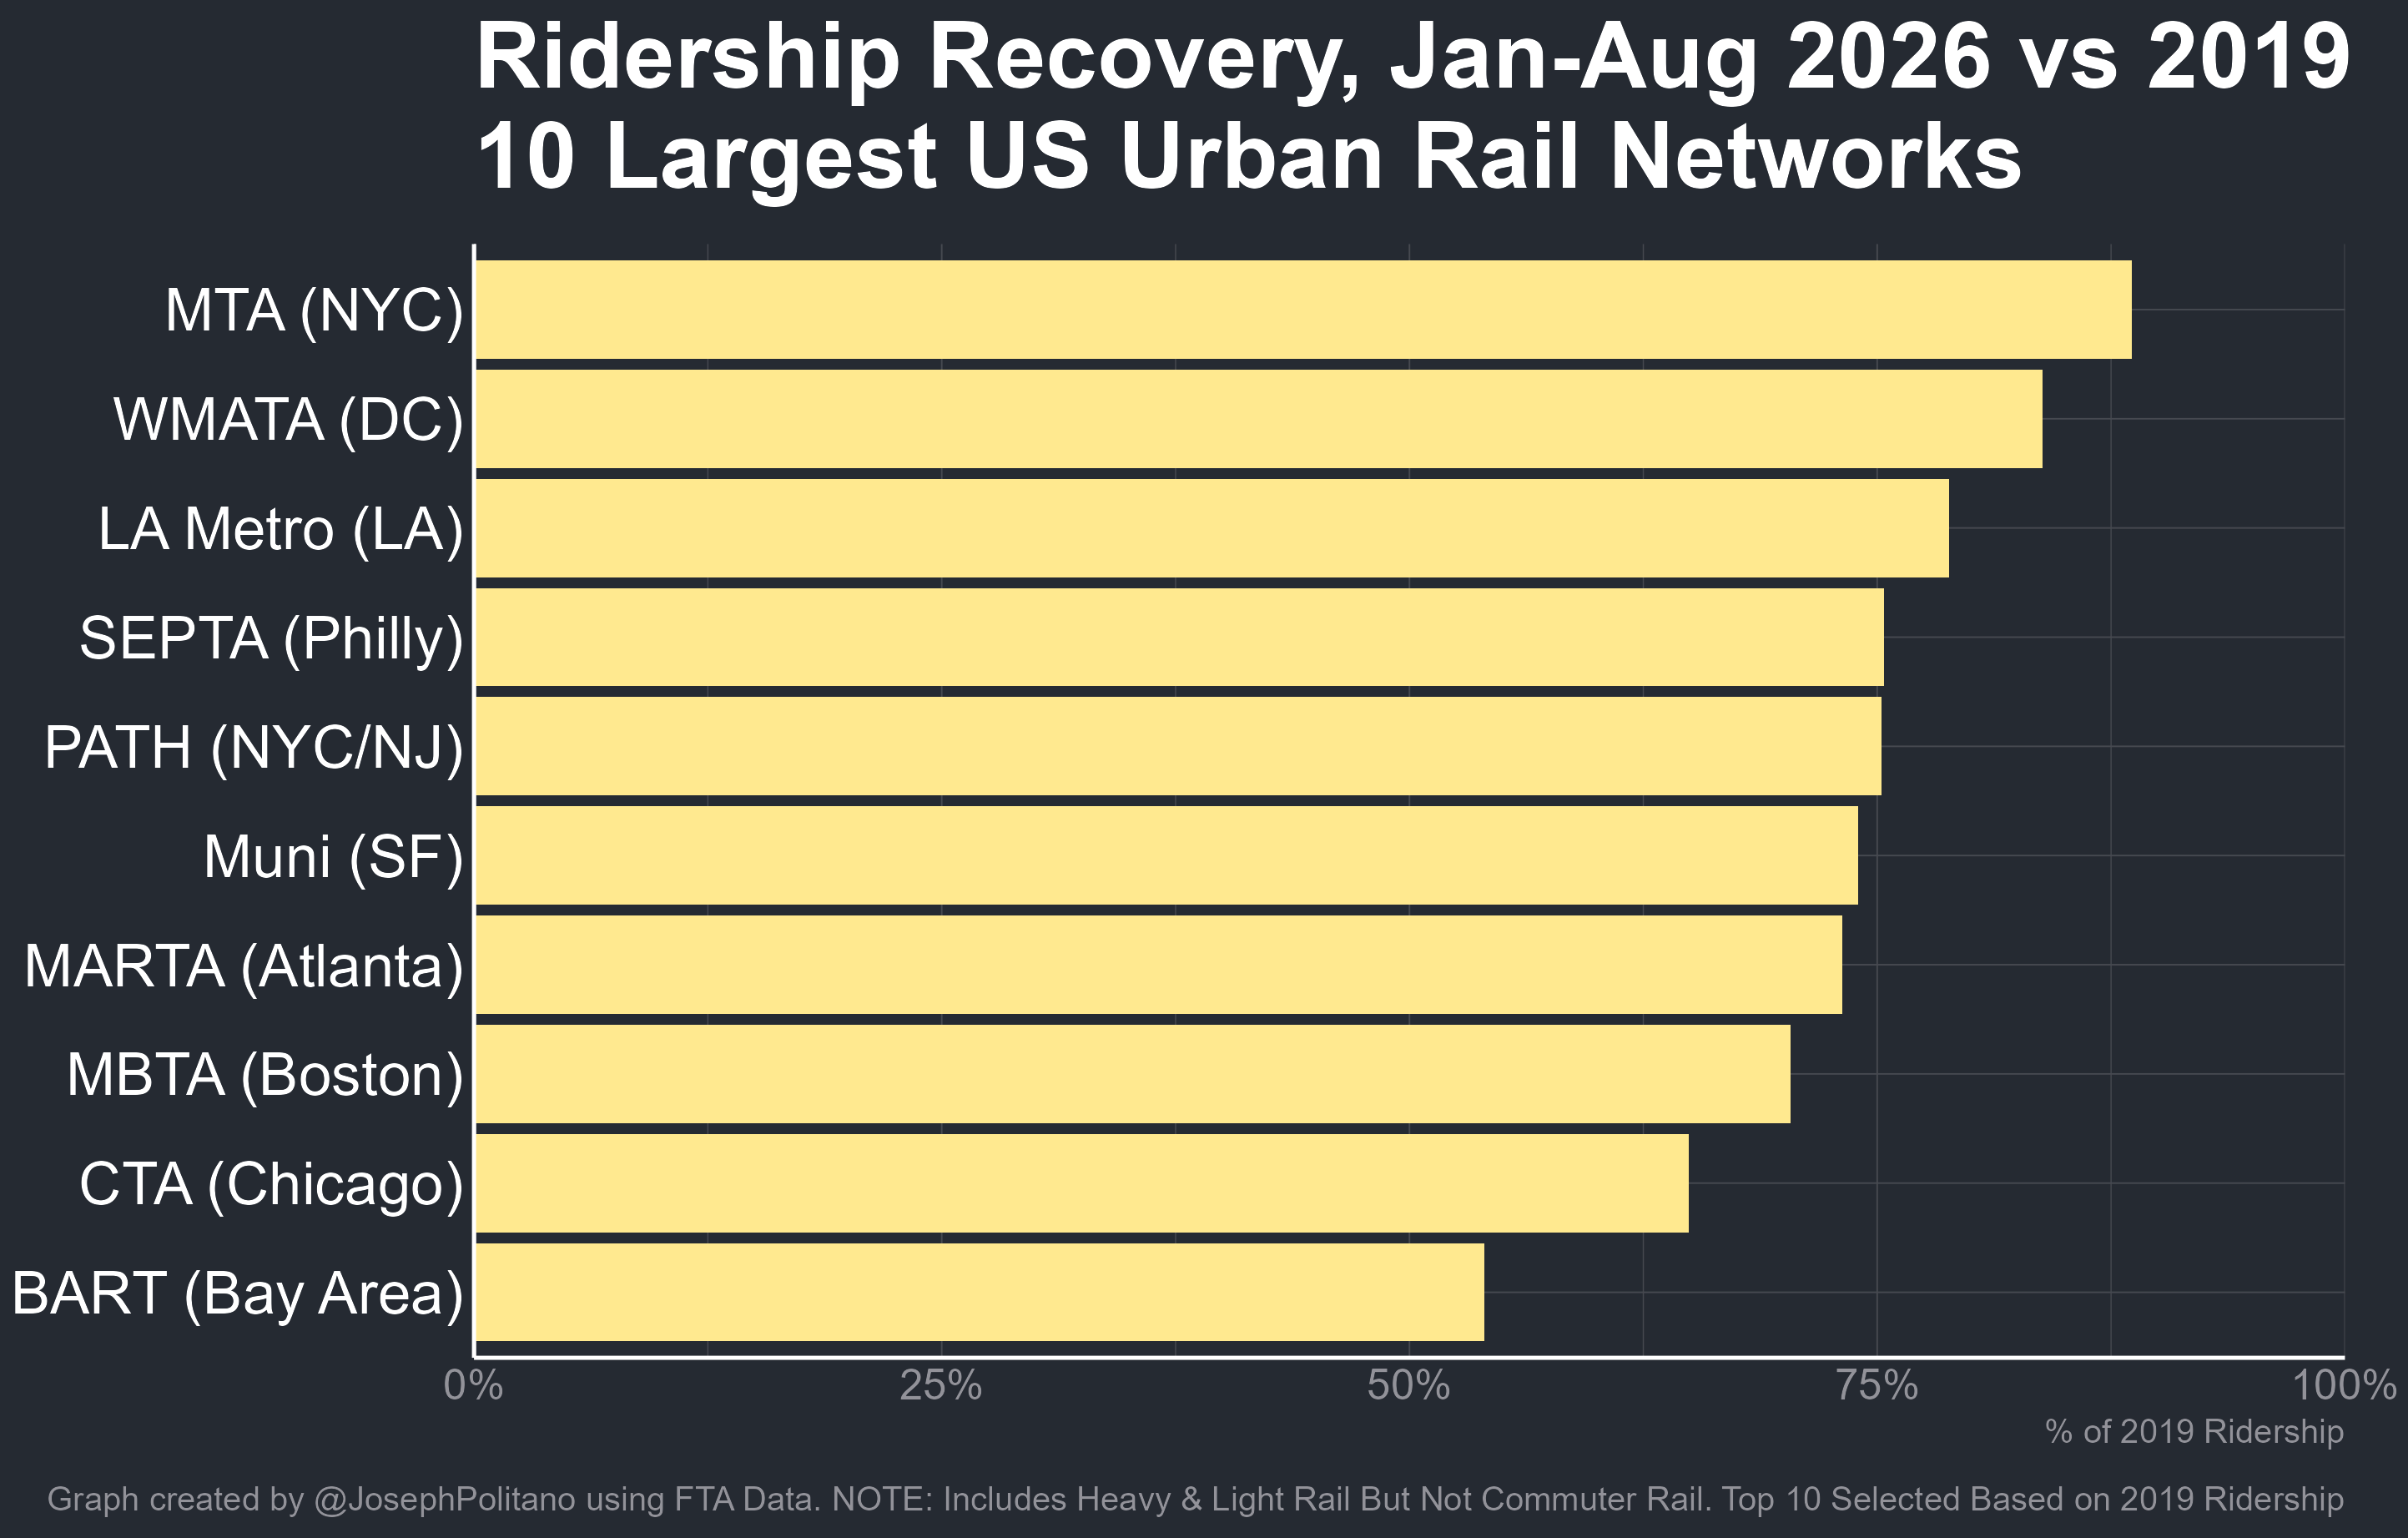 Ridership Recovery, Jan-Aug 2026 vs 2019
10 Largest US Urban Rail Networks
MTA (NYC)
WMATA (DC)
LA Metro (LA)
SEPTA (Philly)
PATH (NYC/NJ)
Muni (SF)
MARTA (Atlanta)
MBTA (Boston)
CTA (Chicago)
BART (Bay Area)
0% 25% 50% 75% 100%
% of 2019 Ridership
Graph created by @JosephPolitano using FTA Data. NOTE: Includes Heavy & Light Rail But Not Commuter Rail. Top 10 Selected Based on 2019 Ridership